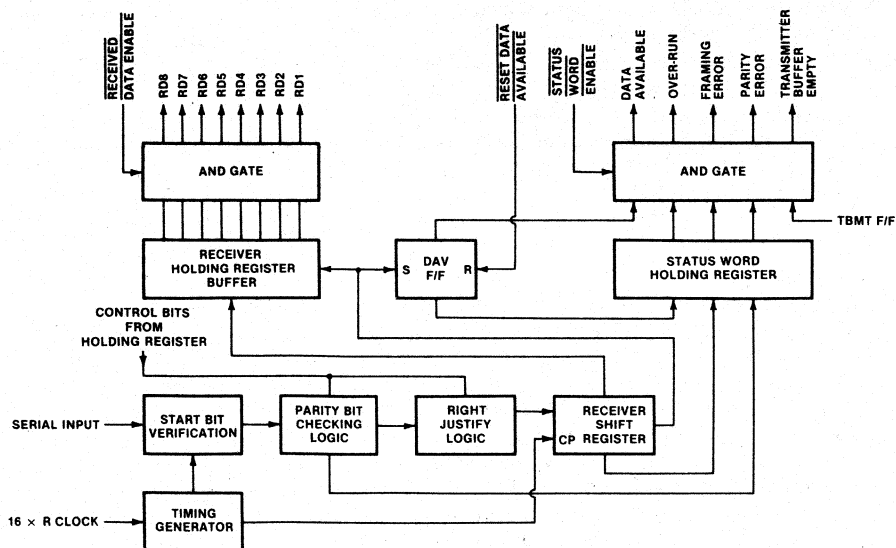 RECEIVED
DATA ENABLE
RD8
RD7
RD6
RD5
RD4
RD3
RD2
RD1
RESET DATA
AVAILABLE
STATUS
WORD
ENABLE
DATA
AVAILABLE
OVER-RUN
FRAMING
ERROR
PARITY
ERROR
TRANSMITTER
BUFFER
EMPTY
AND GATE
AND GATE
TBMT F/F
RECEIVER
HOLDING REGISTER
BUFFER
S
DAV
F/F
R
STATUS WORD
HOLDING REGISTER
CONTROL BITS
FROM
HOLDING REGISTER
SERIAL INPUT
START BIT
VERIFICATION
PARITY BIT
CHECKING
LOGIC
RIGHT
JUSTIFY
LOGIC
RECEIVER
SHIFT
REGISTER
CP
16 × R CLOCK
TIMING
GENERATOR